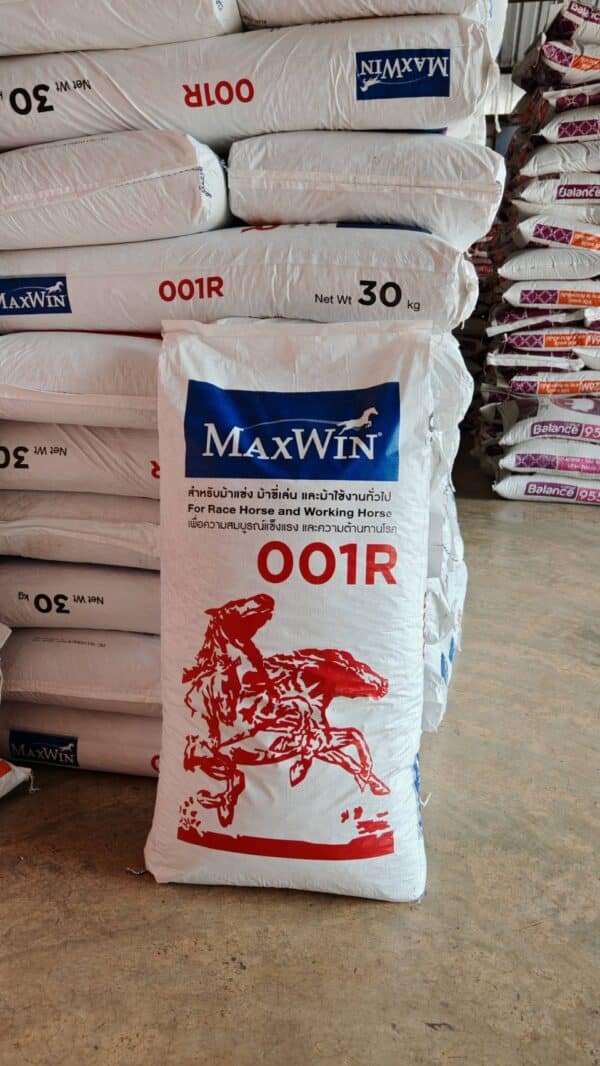 Net Wt 30
001R
MAXWIN
MAXWIN
001R
Net Wt 30 kg
MAXWIN®
สำหรับม้าแข่ง ม้าขี่เล่น และม้าใช้งานทั่วไป
For Race Horse and Working Horse
เพื่อความสมบูรณ์แข็งแรง และความต้านทานโรค
001R
Net Wt 30
Net Wt 30 kg
MAXWIN
Balance
Balance 95
Balance 955